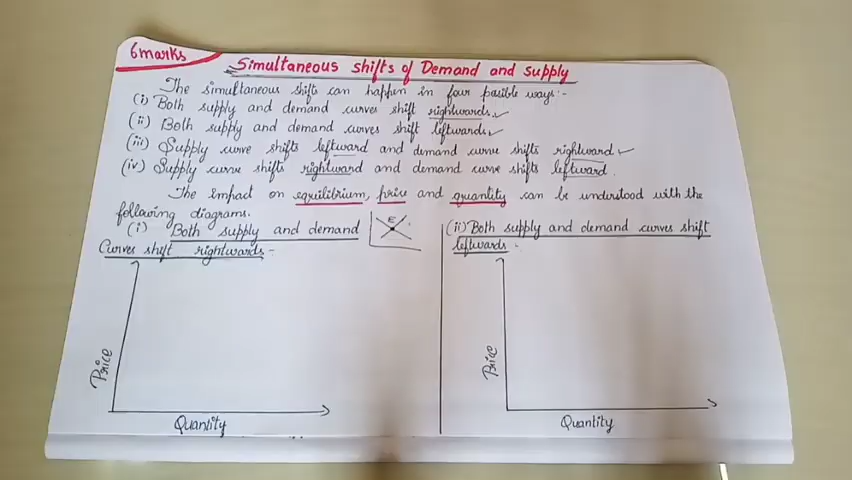 6marks
Simultaneous shifts of Demand and supply
The simultaneous shift can happen in four posible ways:-
(i) Both supply and demand curves shift rightwards.
(ii) Both supply and demand curves shift leftwards.
(iii) Supply curve shifts leftward and demand curve shifts rightward
(iv) Supply curve shifts rightward and demand curve shifts leftward.
The impact on equilibrium, price and quantity can be understood with the
following diagrams.
(i) Both supply and demand
Curves shift rightwards:-
E
Price
Quantity
(ii) Both supply and demand curves shift
leftwards :-
Price
Quantity